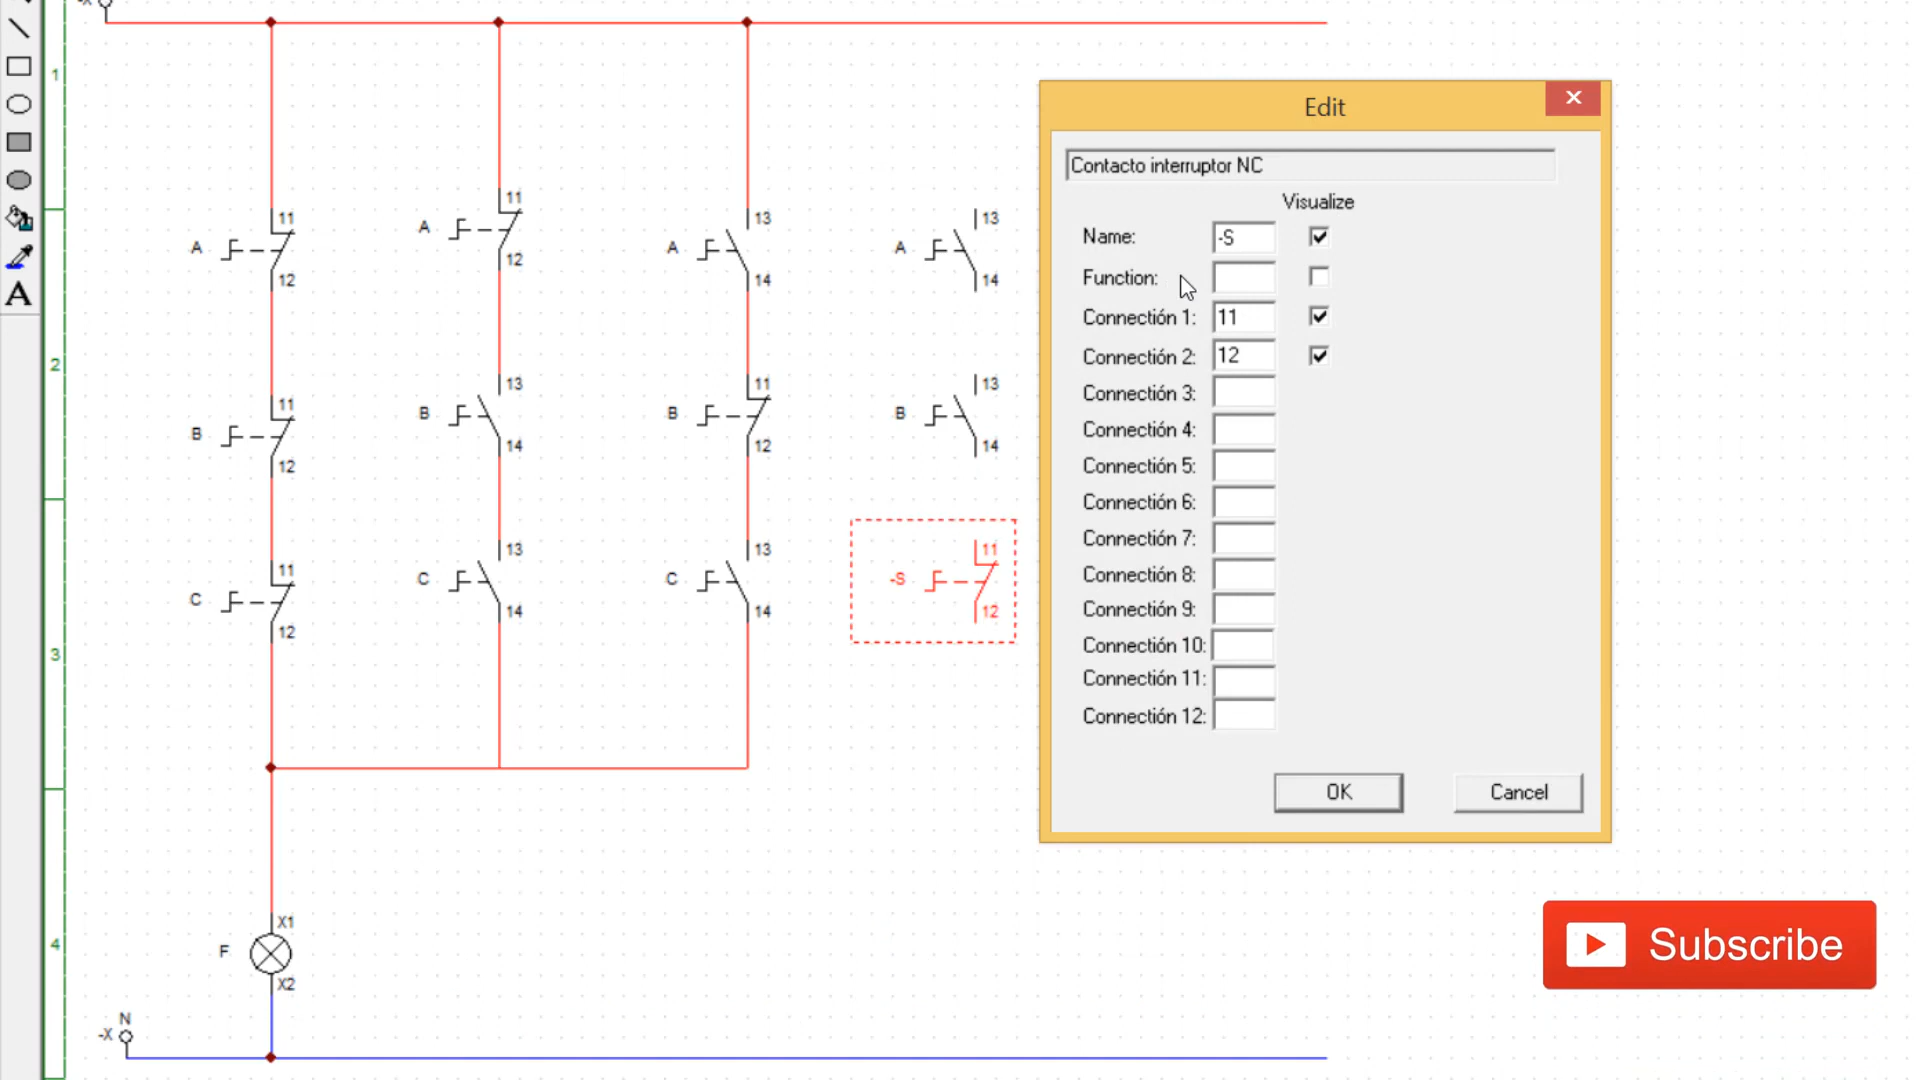 -X
1
Edit
Contacto interruptor NC
Visualize
Name: -S
Function:
Connectión 1: 11
Connectión 2: 12
Connectión 3:
Connectión 4:
Connectión 5:
Connectión 6:
Connectión 7:
Connectión 8:
Connectión 9:
Connectión 10:
Connectión 11:
Connectión 12:
OK Cancel
A
11
A 11 12
A 12
A 13 14
A 13 14
2
B 11 12
B 13 14
B 11 12
B 13 14
C 11 12
C 13 14
C 13 14
-S 11 12
3
4
F X1 X2
N
-X
Subscribe